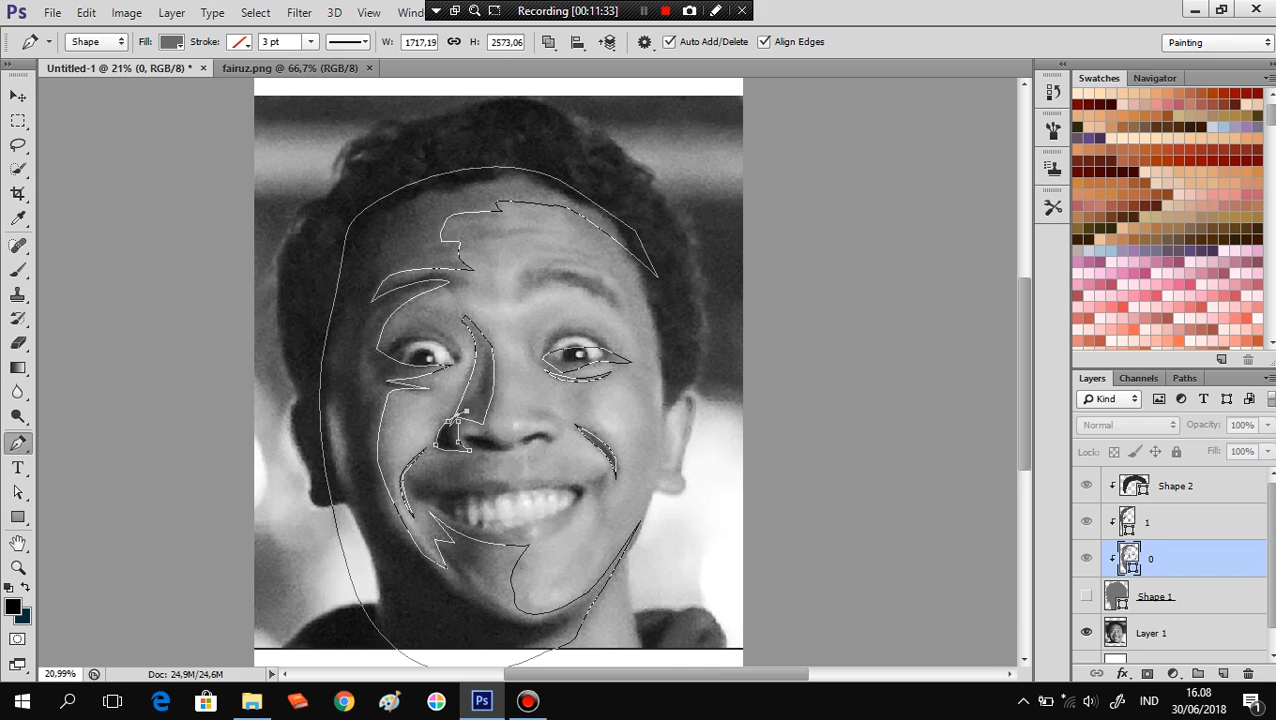 Ps File Edit Image Layer Type Select Filter 3D View Win
Recording [00:11:33]
Shape Fill: Stroke: 3 pt W: 1717,19 H: 2573,06 Auto Add/Delete Align Edges Painting
Untitled-1 @ 21% (0, RGB/8) * × fairuz.png @ 66,7% (RGB/8) ×
Swatches Navigator
Layers Channels Paths
Kind
Normal Opacity: 100%
Lock: Fill: 100%
Shape 2
1
0
Shape 1
Layer 1
20,99% Doc: 24,9M/24,6M
Ps IND 16.08
30/06/2018